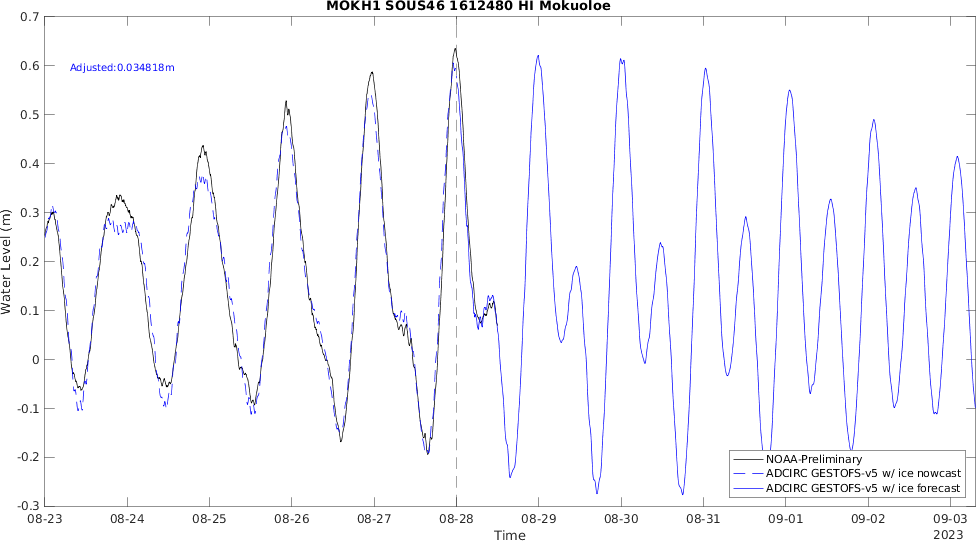 MOKH1 SOUS46 1612480 HI Mokuoloe
Adjusted:0.034818m
Water Level (m)
0.7
0.6
0.5
0.4
0.3
0.2
0.1
0
-0.1
-0.2
-0.3
08-23 08-24 08-25 08-26 08-27 08-28 08-29 08-30 08-31 09-01 09-02 09-03
2023
Time
NOAA-Preliminary
ADCIRC GESTOFS-v5 w/ ice nowcast
ADCIRC GESTOFS-v5 w/ ice forecast